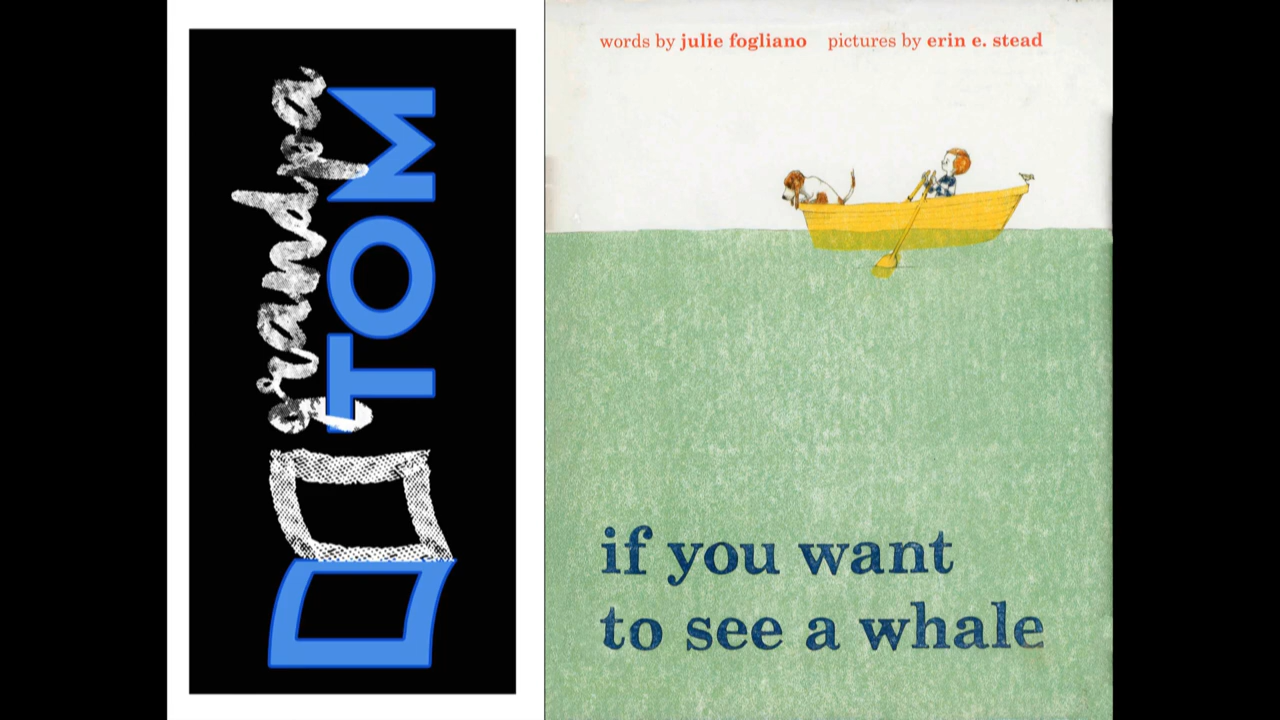 grandpa
TOM
words by julie fogliano pictures by erin e. stead
if you want
to see a whale